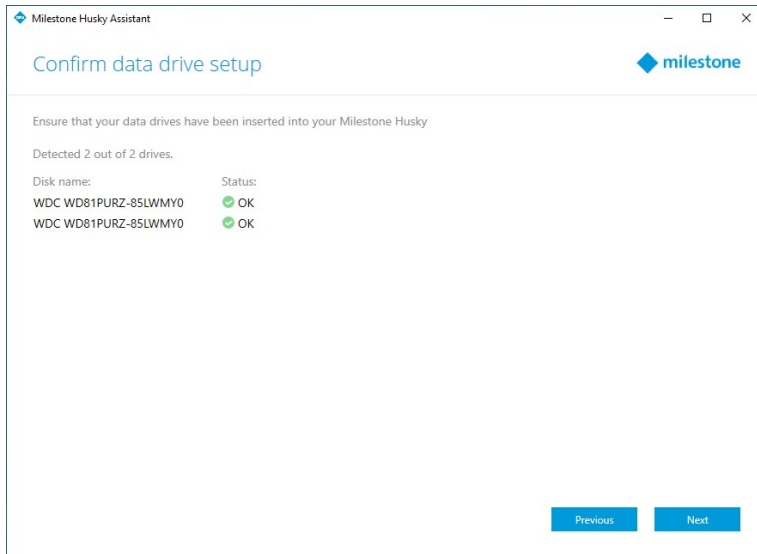 Milestone Husky Assistant
Confirm data drive setup
milestone
Ensure that your data drives have been inserted into your Milestone Husky
Detected 2 out of 2 drives.
Disk name: Status:
WDC WD81PURZ-85LWMY0 OK
WDC WD81PURZ-85LWMY0 OK
Previous Next